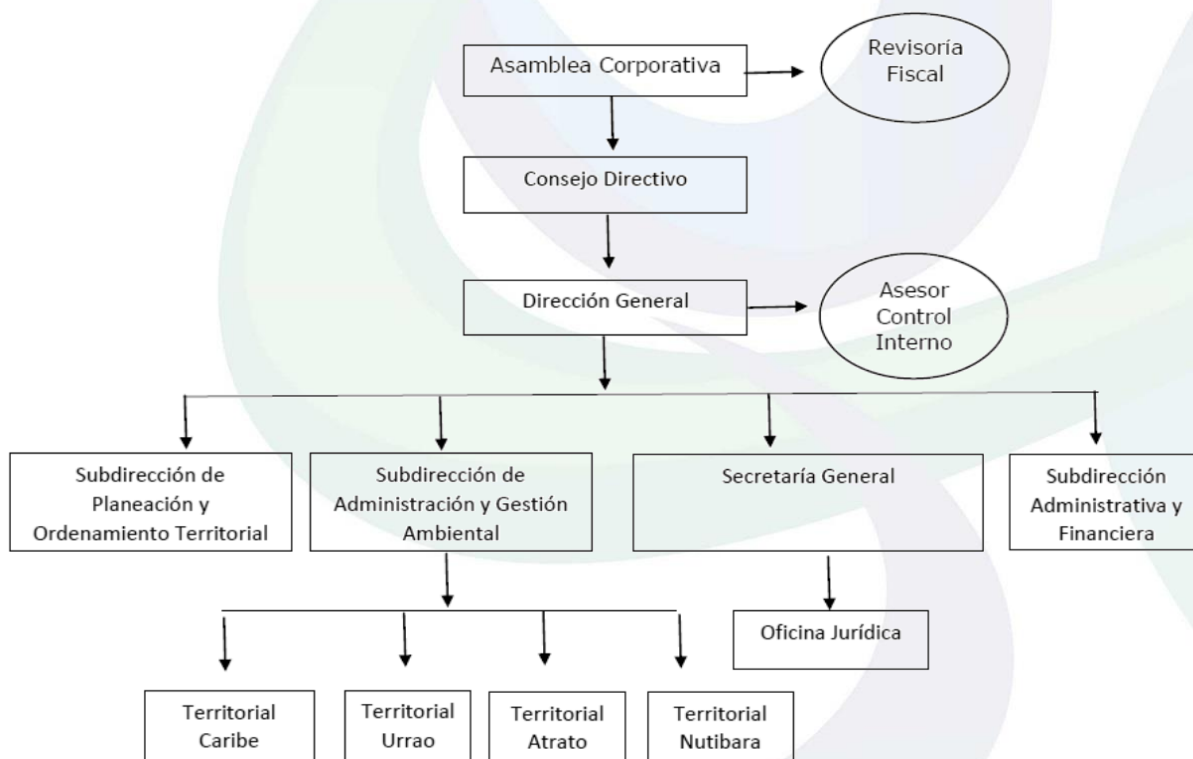 Asamblea Corporativa
Revisoría
Fiscal
Consejo Directivo
Dirección General
Asesor
Control
Interno
Subdirección de
Planeación y
Ordenamiento Territorial
Subdirección de
Administración y Gestión
Ambiental
Secretaría General
Subdirección
Administrativa y
Financiera
Oficina Jurídica
Territorial
Caribe
Territorial
Urrao
Territorial
Atrato
Territorial
Nutibara